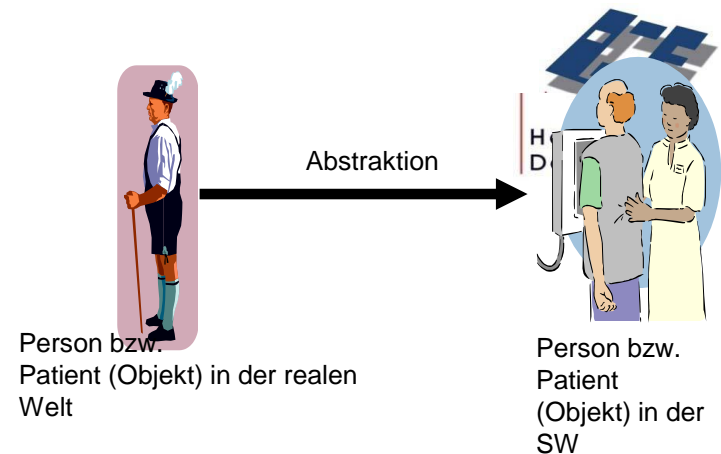 Abstraktion
Person bzw.
Patient (Objekt) in der realen
Welt
Person bzw.
Patient
(Objekt) in der
SW